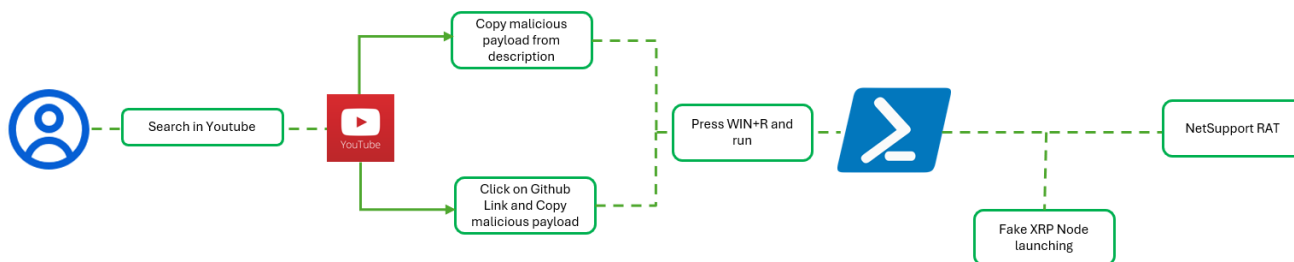 Search in Youtube
YouTube
Copy malicious
payload from
description
Click on Github
Link and Copy
malicious payload
Press WIN+R and
run
Fake XRP Node
launching
NetSupport RAT